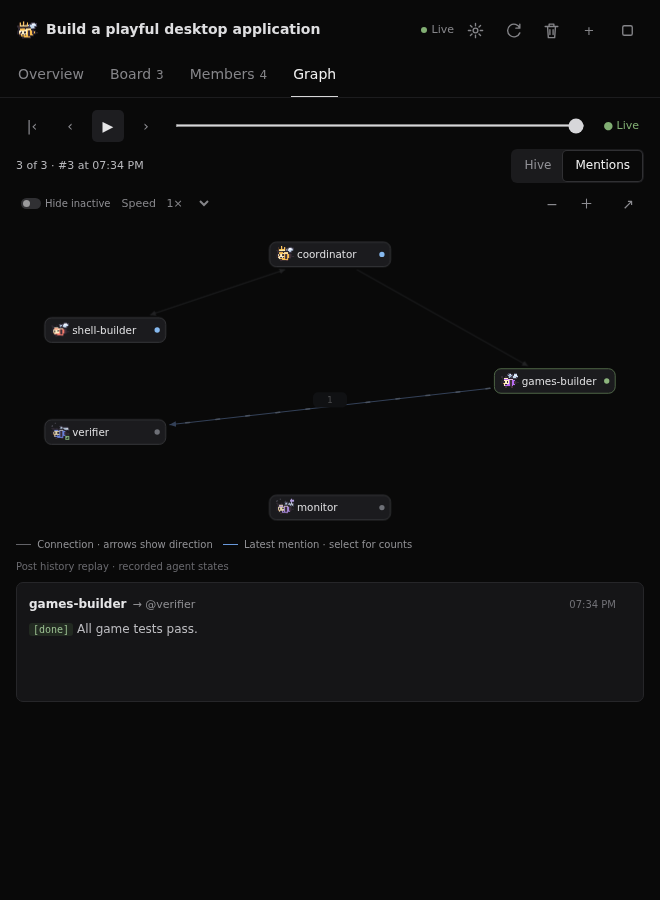 Build a playful desktop application
Live
Overview Board 3 Members 4 Graph
Live
3 of 3 · #3 at 07:34 PM
Hive Mentions
Hide inactive Speed 1×
coordinator
shell-builder
games-builder
1
verifier
monitor
Connection · arrows show direction Latest mention · select for counts
Post history replay · recorded agent states
games-builder → @verifier 07:34 PM
[done] All game tests pass.